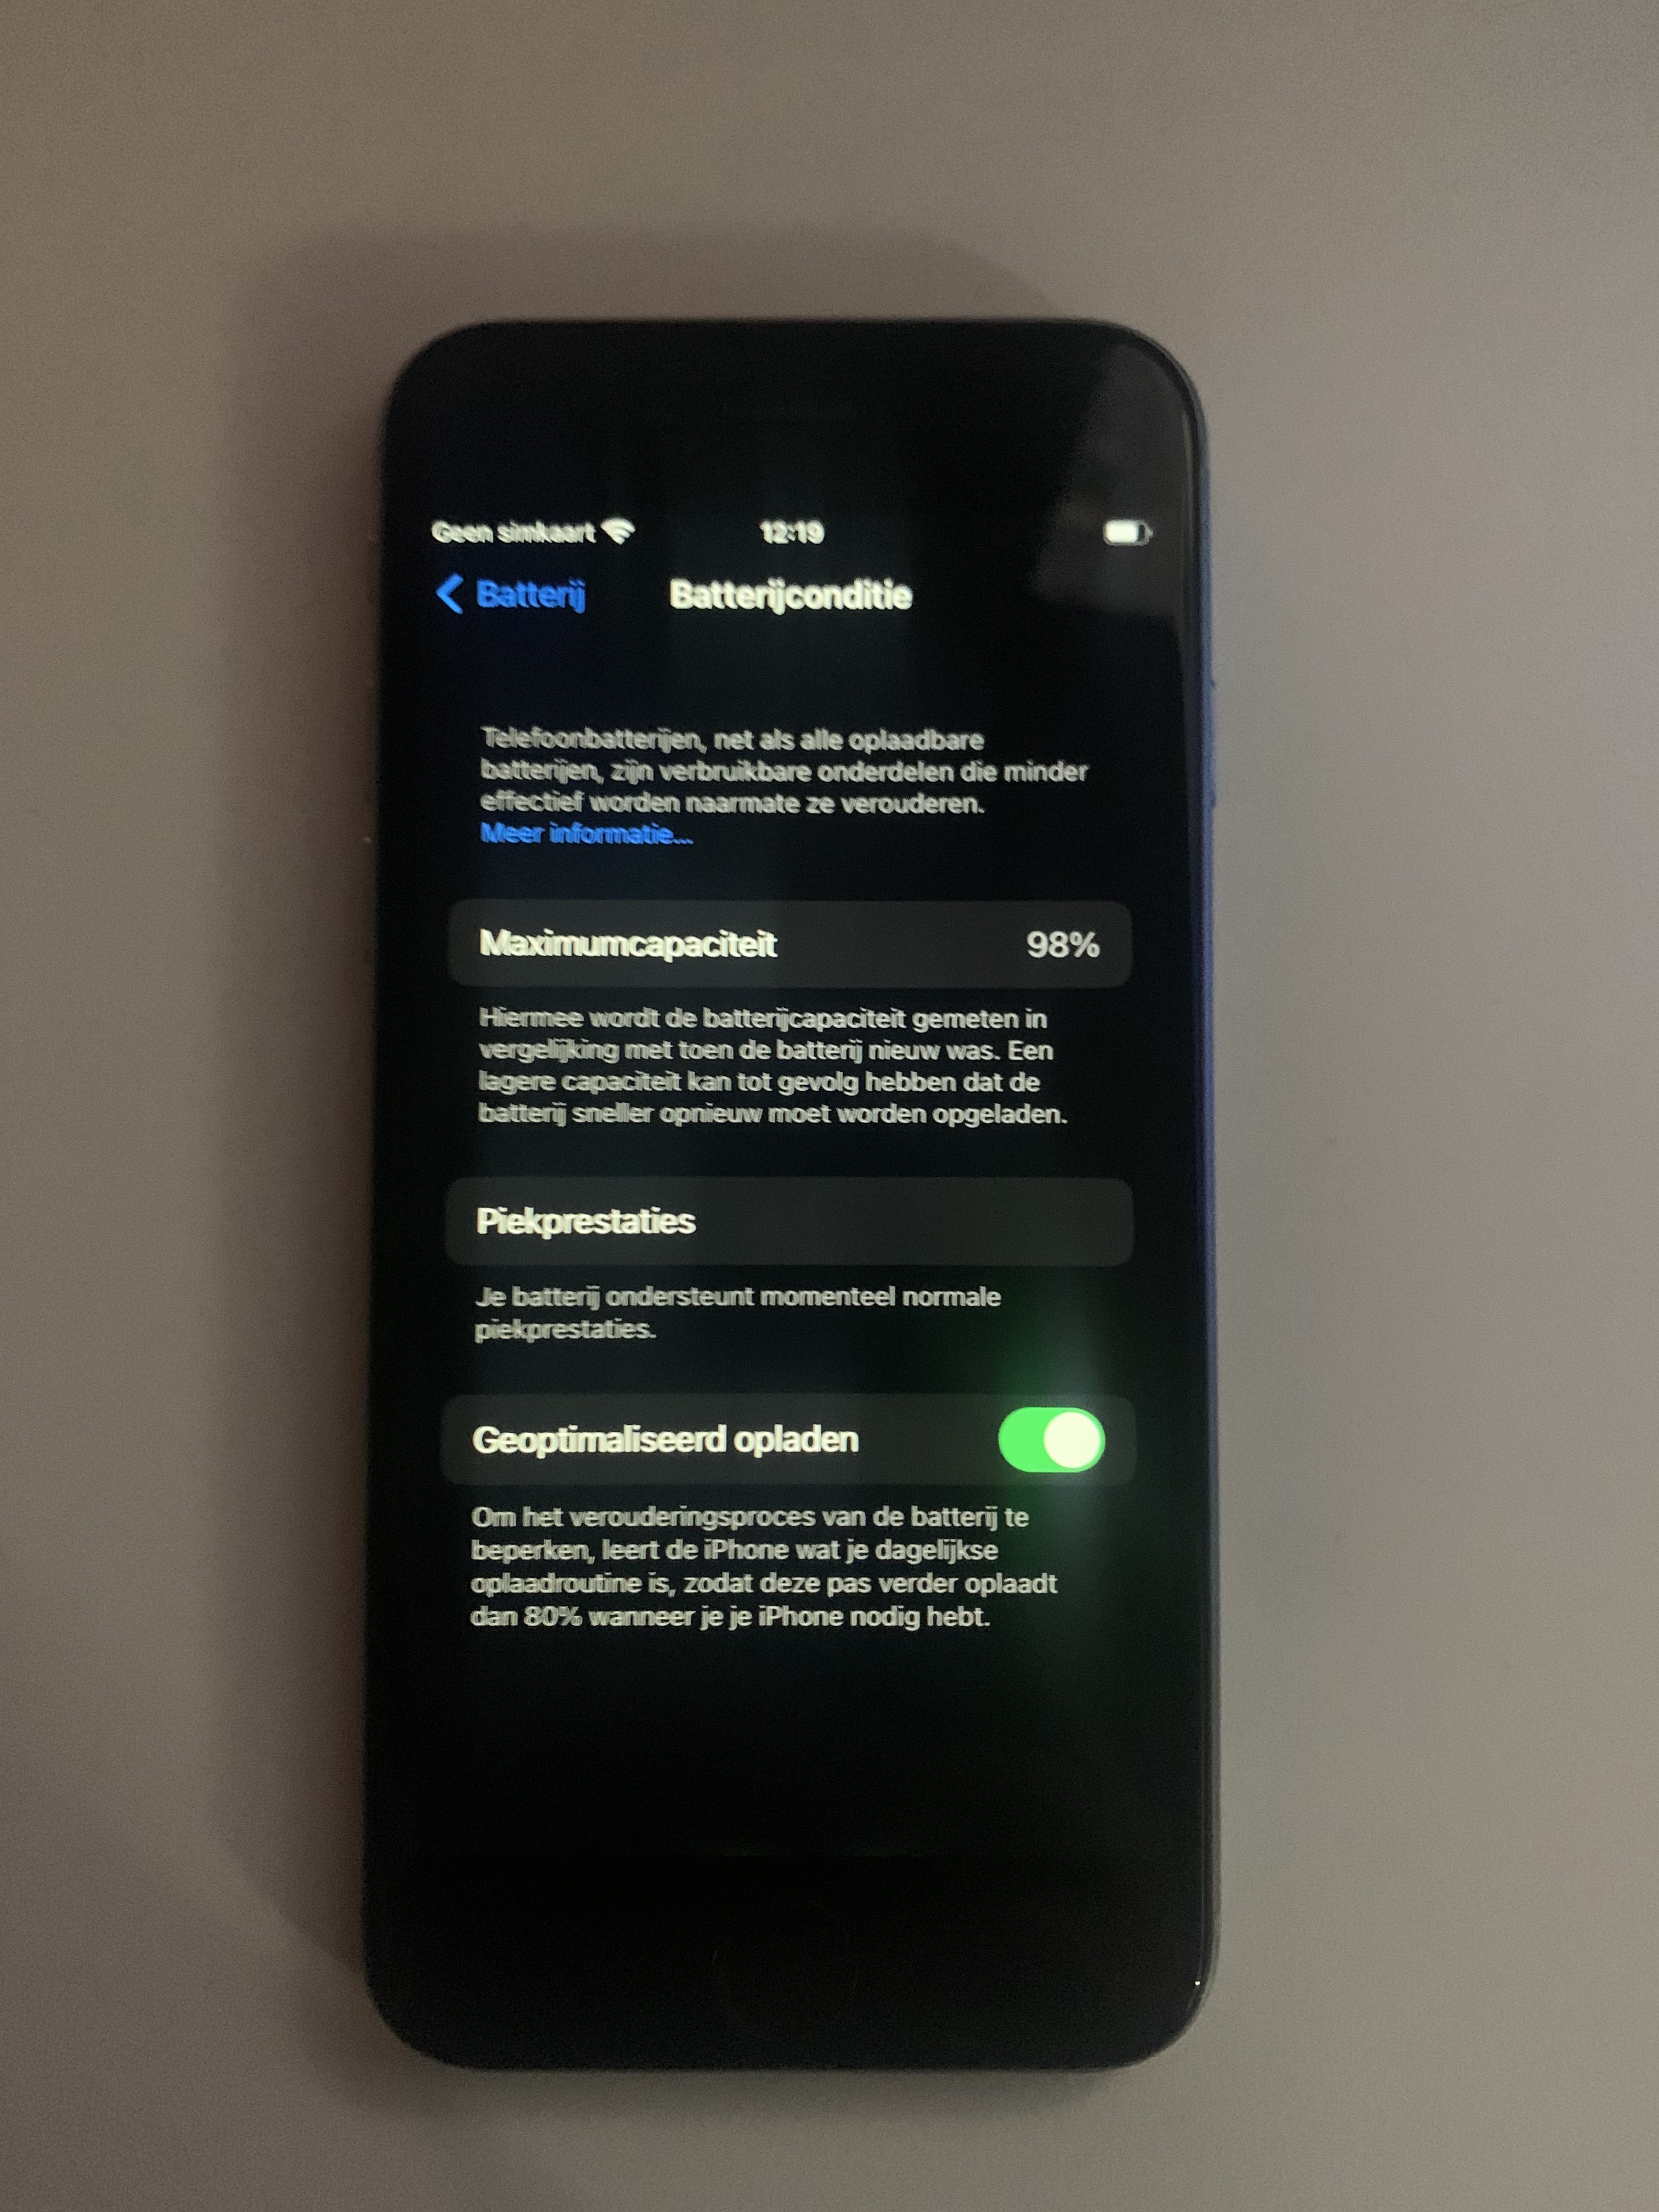 Geen simkaart 12:19
Batterij Batterijconditie
Telefoonbatterijen, net als alle oplaadbare
batterijen, zijn verbruikbare onderdelen die minder
effectief worden naarmate ze verouderen.
Meer informatie...
Maximumcapaciteit 98%
Hiermee wordt de batterijcapaciteit gemeten in
vergelijking met toen de batterij nieuw was. Een
lagere capaciteit kan tot gevolg hebben dat de
batterij sneller opnieuw moet worden opgeladen.
Piekprestaties
Je batterij ondersteunt momenteel normale
piekprestaties.
Geoptimaliseerd opladen
Om het verouderingsproces van de batterij te
beperken, leert de iPhone wat je dagelijkse
oplaadroutine is, zodat deze pas verder oplaadt
dan 80% wanneer je je iPhone nodig hebt.